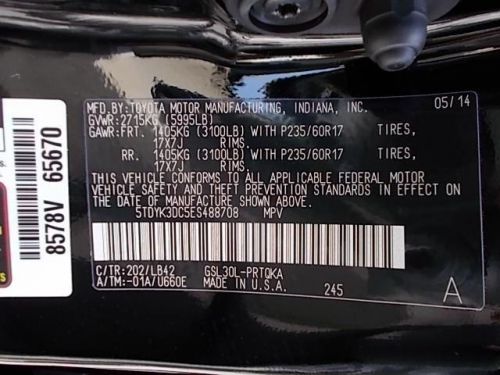 MFD.BY:TOYOTA MOTOR MANUFACTURING, INDIANA, INC. 05/14
GVWR:2715KG (5995LB)
GAWR:FRT. 1405KG (3100LB) WITH P235/60R17 TIRES,
17X7J RIMS.
RR. 1405KG (3100LB) WITH P235/60R17 TIRES,
17X7J RIMS.
THIS VEHICLE CONFORMS TO ALL APPLICABLE FEDERAL MOTOR
VEHICLE SAFETY AND THEFT PREVENTION STANDARDS IN EFFECT
ON THE DATE OF MANUFACTURE SHOWN ABOVE.
5TDYK3DC5ES488708 MPV
C/TR:202/LB42 GSL30L-PRTQKA
A/TM:-01A/U660E MADE IN U.S.A. 245 A
8578V 65670